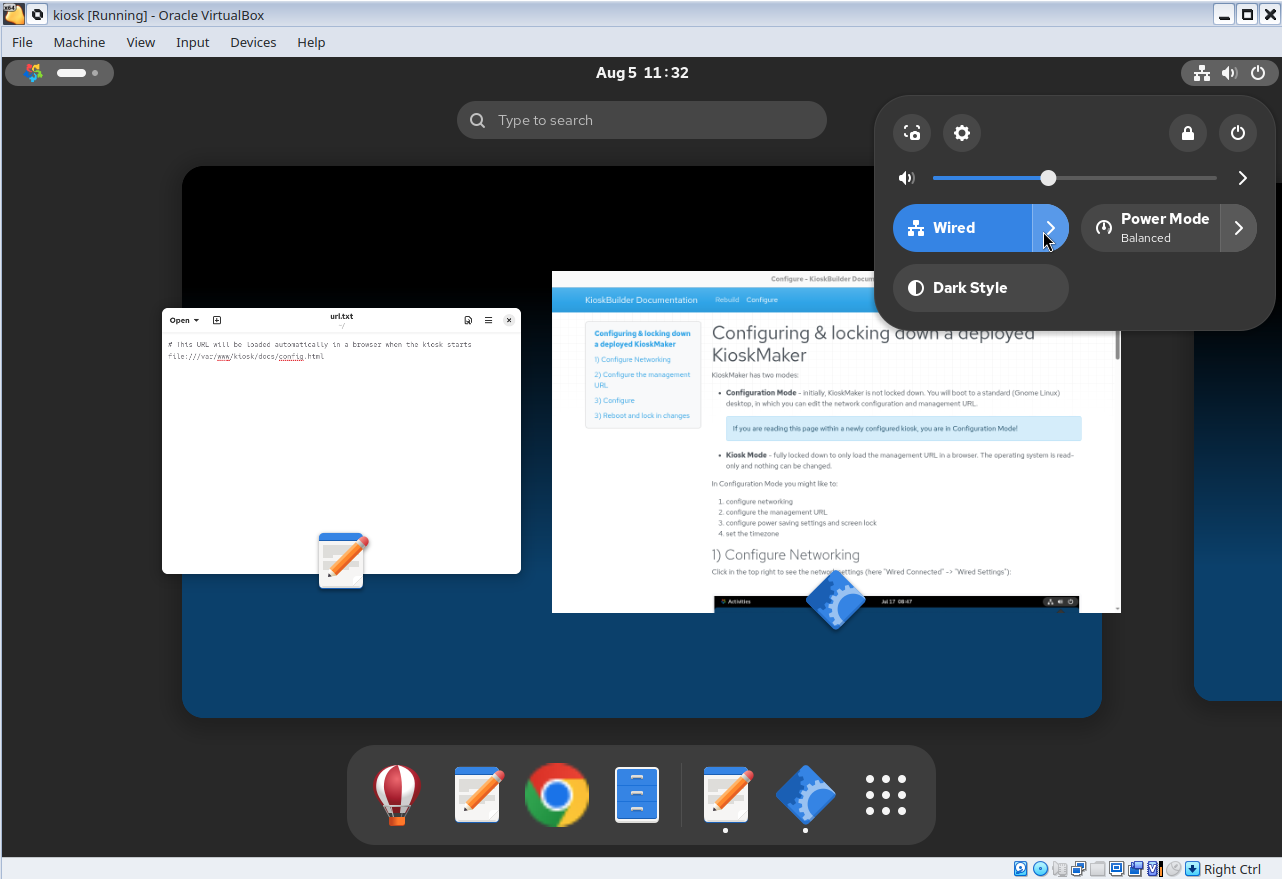 kiosk [Running] - Oracle VirtualBox
File Machine View Input Devices Help
Aug 5 11:32
Type to search
Wired
Power Mode
Balanced
Dark Style
Open
url.txt
~/
# This URL will be loaded automatically in a browser when the kiosk starts
file:///var/www/kiosk/docs/config.html
Configure - KioskBuilder Docum
KioskBuilder Documentation Rebuild Configure
Configuring & locking down
a deployed KioskMaker
1) Configure Networking
2) Configure the management
URL
3) Configure
3) Reboot and lock in changes
Configuring & locking down a deployed
KioskMaker
KioskMaker has two modes:
• Configuration Mode - initially, KioskMaker is not locked down. You will boot to a standard (Gnome Linux)
desktop, in which you can edit the network configuration and management URL.
If you are reading this page within a newly configured kiosk, you are in Configuration Mode!
• Kiosk Mode - fully locked down to only load the management URL in a browser. The operating system is read-
only and nothing can be changed.
In Configuration Mode you might like to:
1. configure networking
2. configure the management URL
3. configure power saving settings and screen lock
4. set the timezone
1) Configure Networking
Click in the top right to see the network settings (here "Wired Connected" -> "Wired Settings"):
Activities
Jul 17 08:47
Right Ctrl